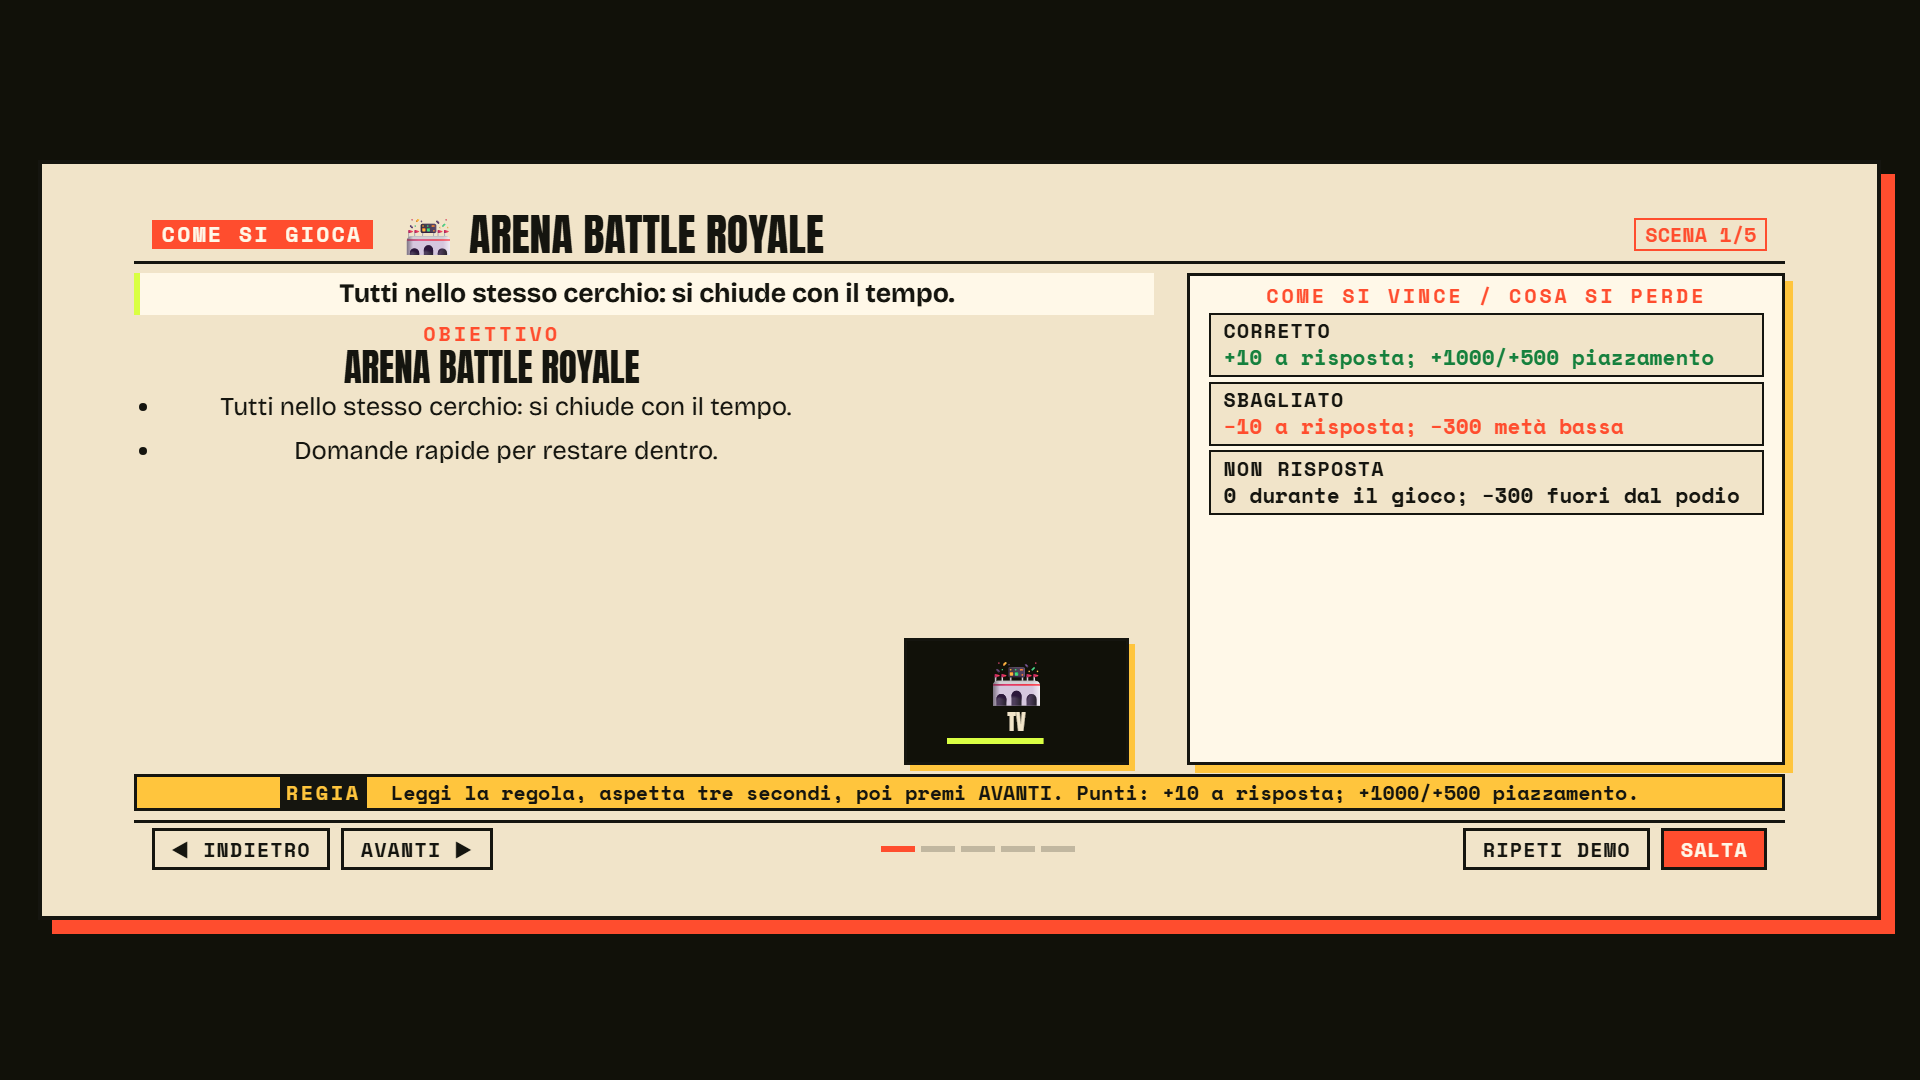 COME SI GIOCA
ARENA BATTLE ROYALE
SCENA 1/5
Tutti nello stesso cerchio: si chiude con il tempo.
OBIETTIVO
ARENA BATTLE ROYALE
• Tutti nello stesso cerchio: si chiude con il tempo.
• Domande rapide per restare dentro.
TV
COME SI VINCE / COSA SI PERDE
CORRETTO
+10 a risposta; +1000/+500 piazzamento
SBAGLIATO
-10 a risposta; -300 metà bassa
NON RISPOSTA
0 durante il gioco; -300 fuori dal podio
REGIA Leggi la regola, aspetta tre secondi, poi premi AVANTI. Punti: +10 a risposta; +1000/+500 piazzamento.
◀ INDIETRO
AVANTI ▶
RIPETI DEMO
SALTA